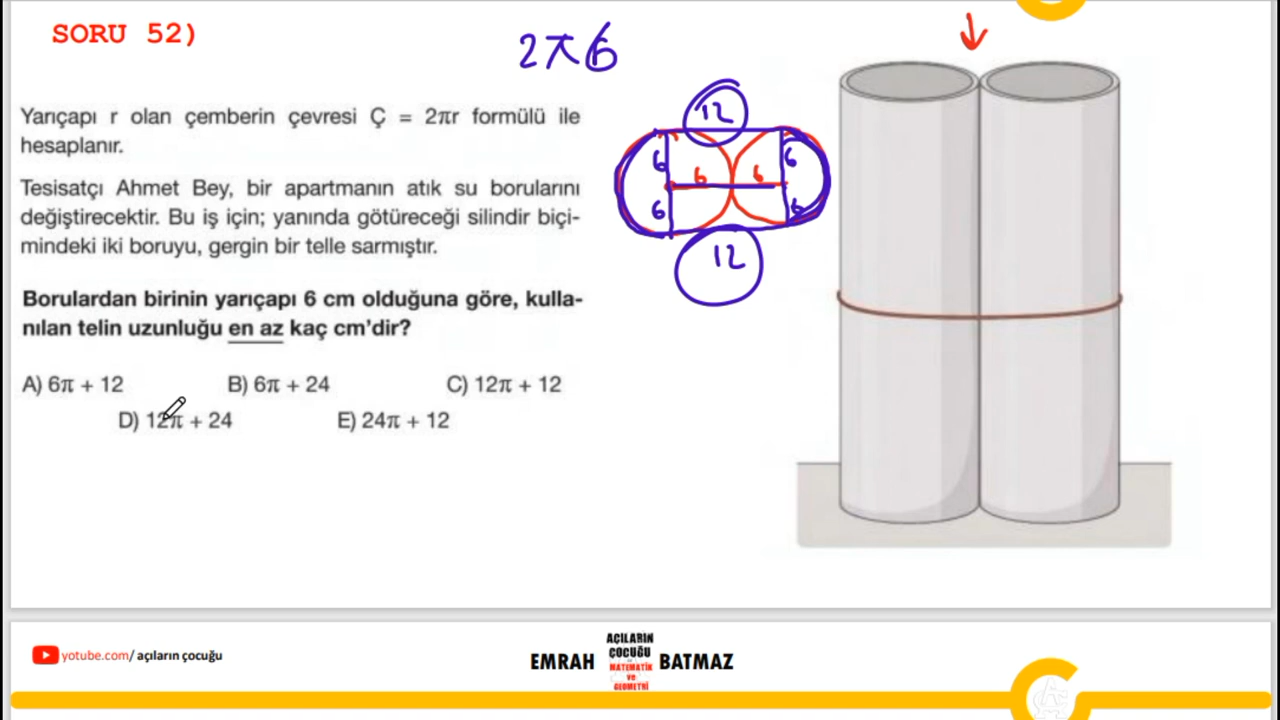 SORU 52)
2π6
Yarıçapı r olan çemberin çevresi Ç = 2πr formülü ile
hesaplanır.
Tesisatçı Ahmet Bey, bir apartmanın atık su borularını
değiştirecektir. Bu iş için; yanında götüreceği silindir biçi-
mindeki iki boruyu, gergin bir telle sarmıştır.
Borulardan birinin yarıçapı 6 cm olduğuna göre, kulla-
nılan telin uzunluğu en az kaç cm'dir?
A) 6π + 12 B) 6π + 24 C) 12π + 12
D) 12π + 24 E) 24π + 12
12
6 6
6 6
6 6
12
yotube.com/ açıların çocuğu
EMRAH
AÇILARIN
ÇOCUĞU
MATEMATİK
ve
GEOMETRİ
BATMAZ